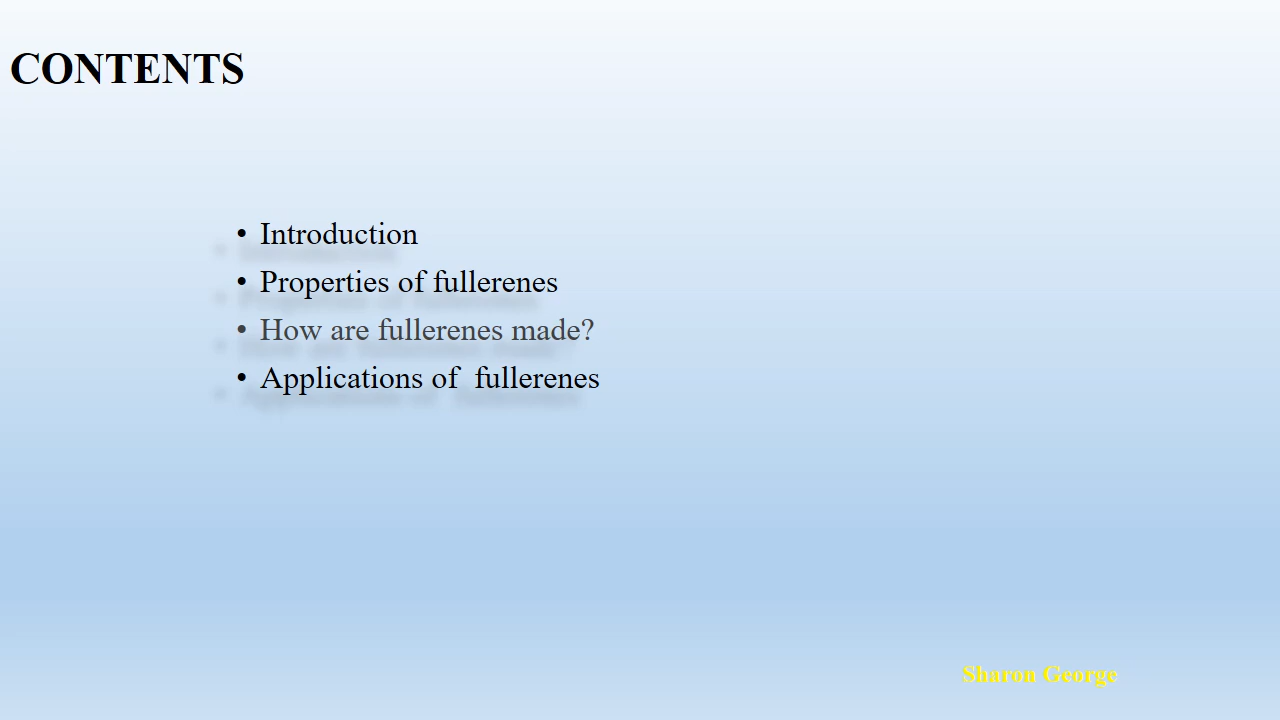 CONTENTS
• Introduction
• Properties of fullerenes
• How are fullerenes made?
• Applications of  fullerenes
Sharon George